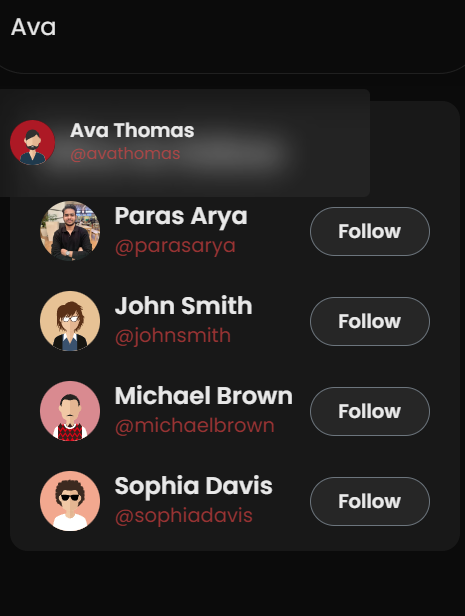 Ava
Ava Thomas
@avathomas
Paras Arya
@parasarya
Follow
John Smith
@johnsmith
Follow
Michael Brown
@michaelbrown
Follow
Sophia Davis
@sophiadavis
Follow